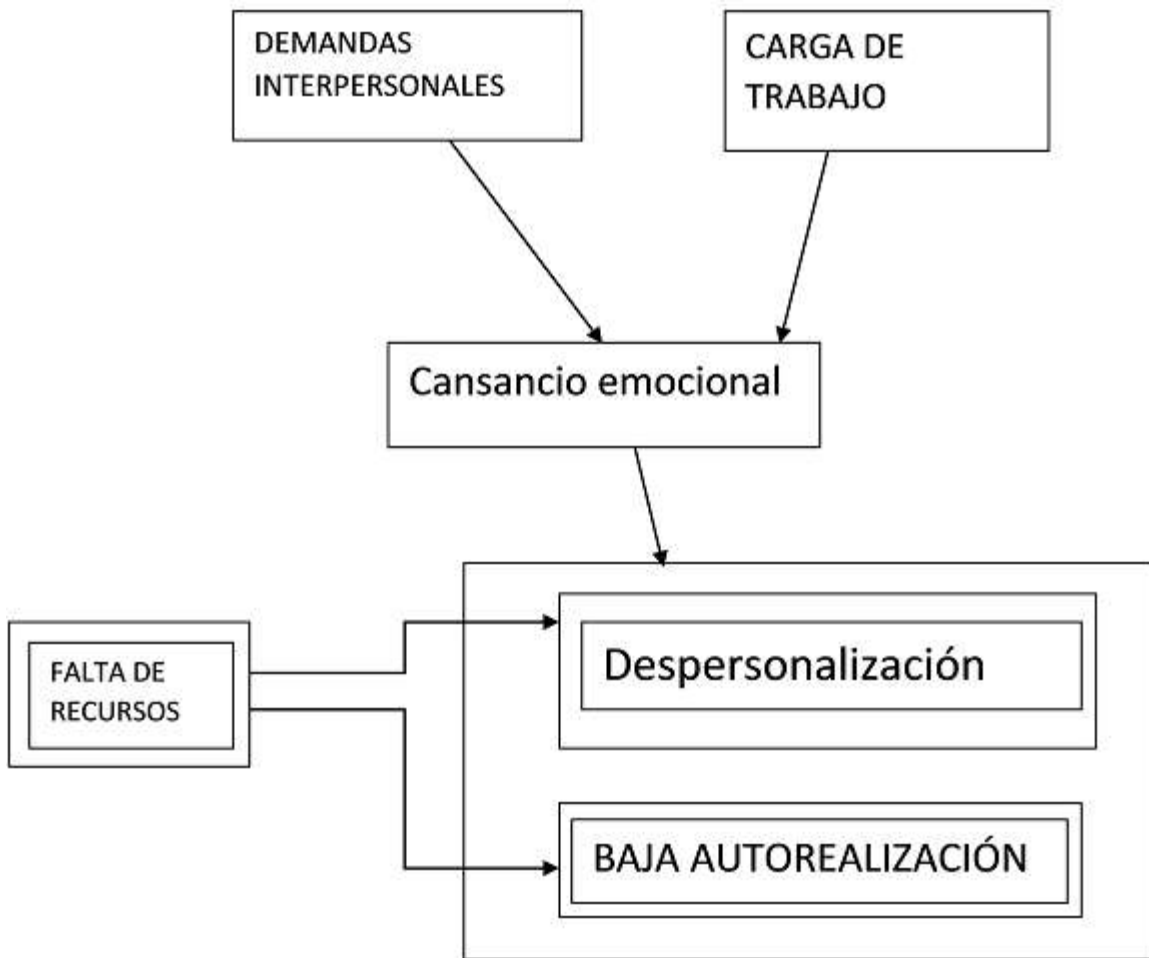 DEMANDAS
INTERPERSONALES
CARGA DE
TRABAJO
Cansancio emocional
FALTA DE
RECURSOS
Despersonalización
BAJA AUTOREALIZACIÓN